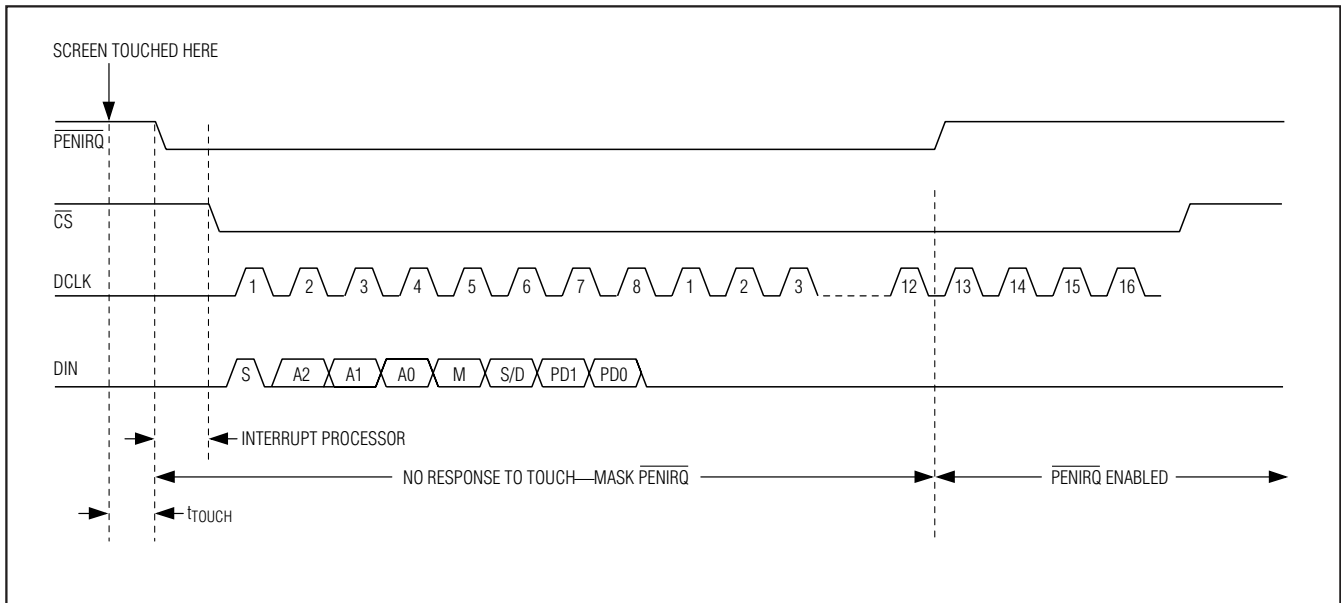 SCREEN TOUCHED HERE
PENIRQ
CS
DCLK
1 2 3 4 5 6 7 8 1 2 3 12 13 14 15 16
DIN
S A2 A1 A0 M S/D PD1 PD0
INTERRUPT PROCESSOR
NO RESPONSE TO TOUCH—MASK PENIRQ
PENIRQ ENABLED
tTOUCH